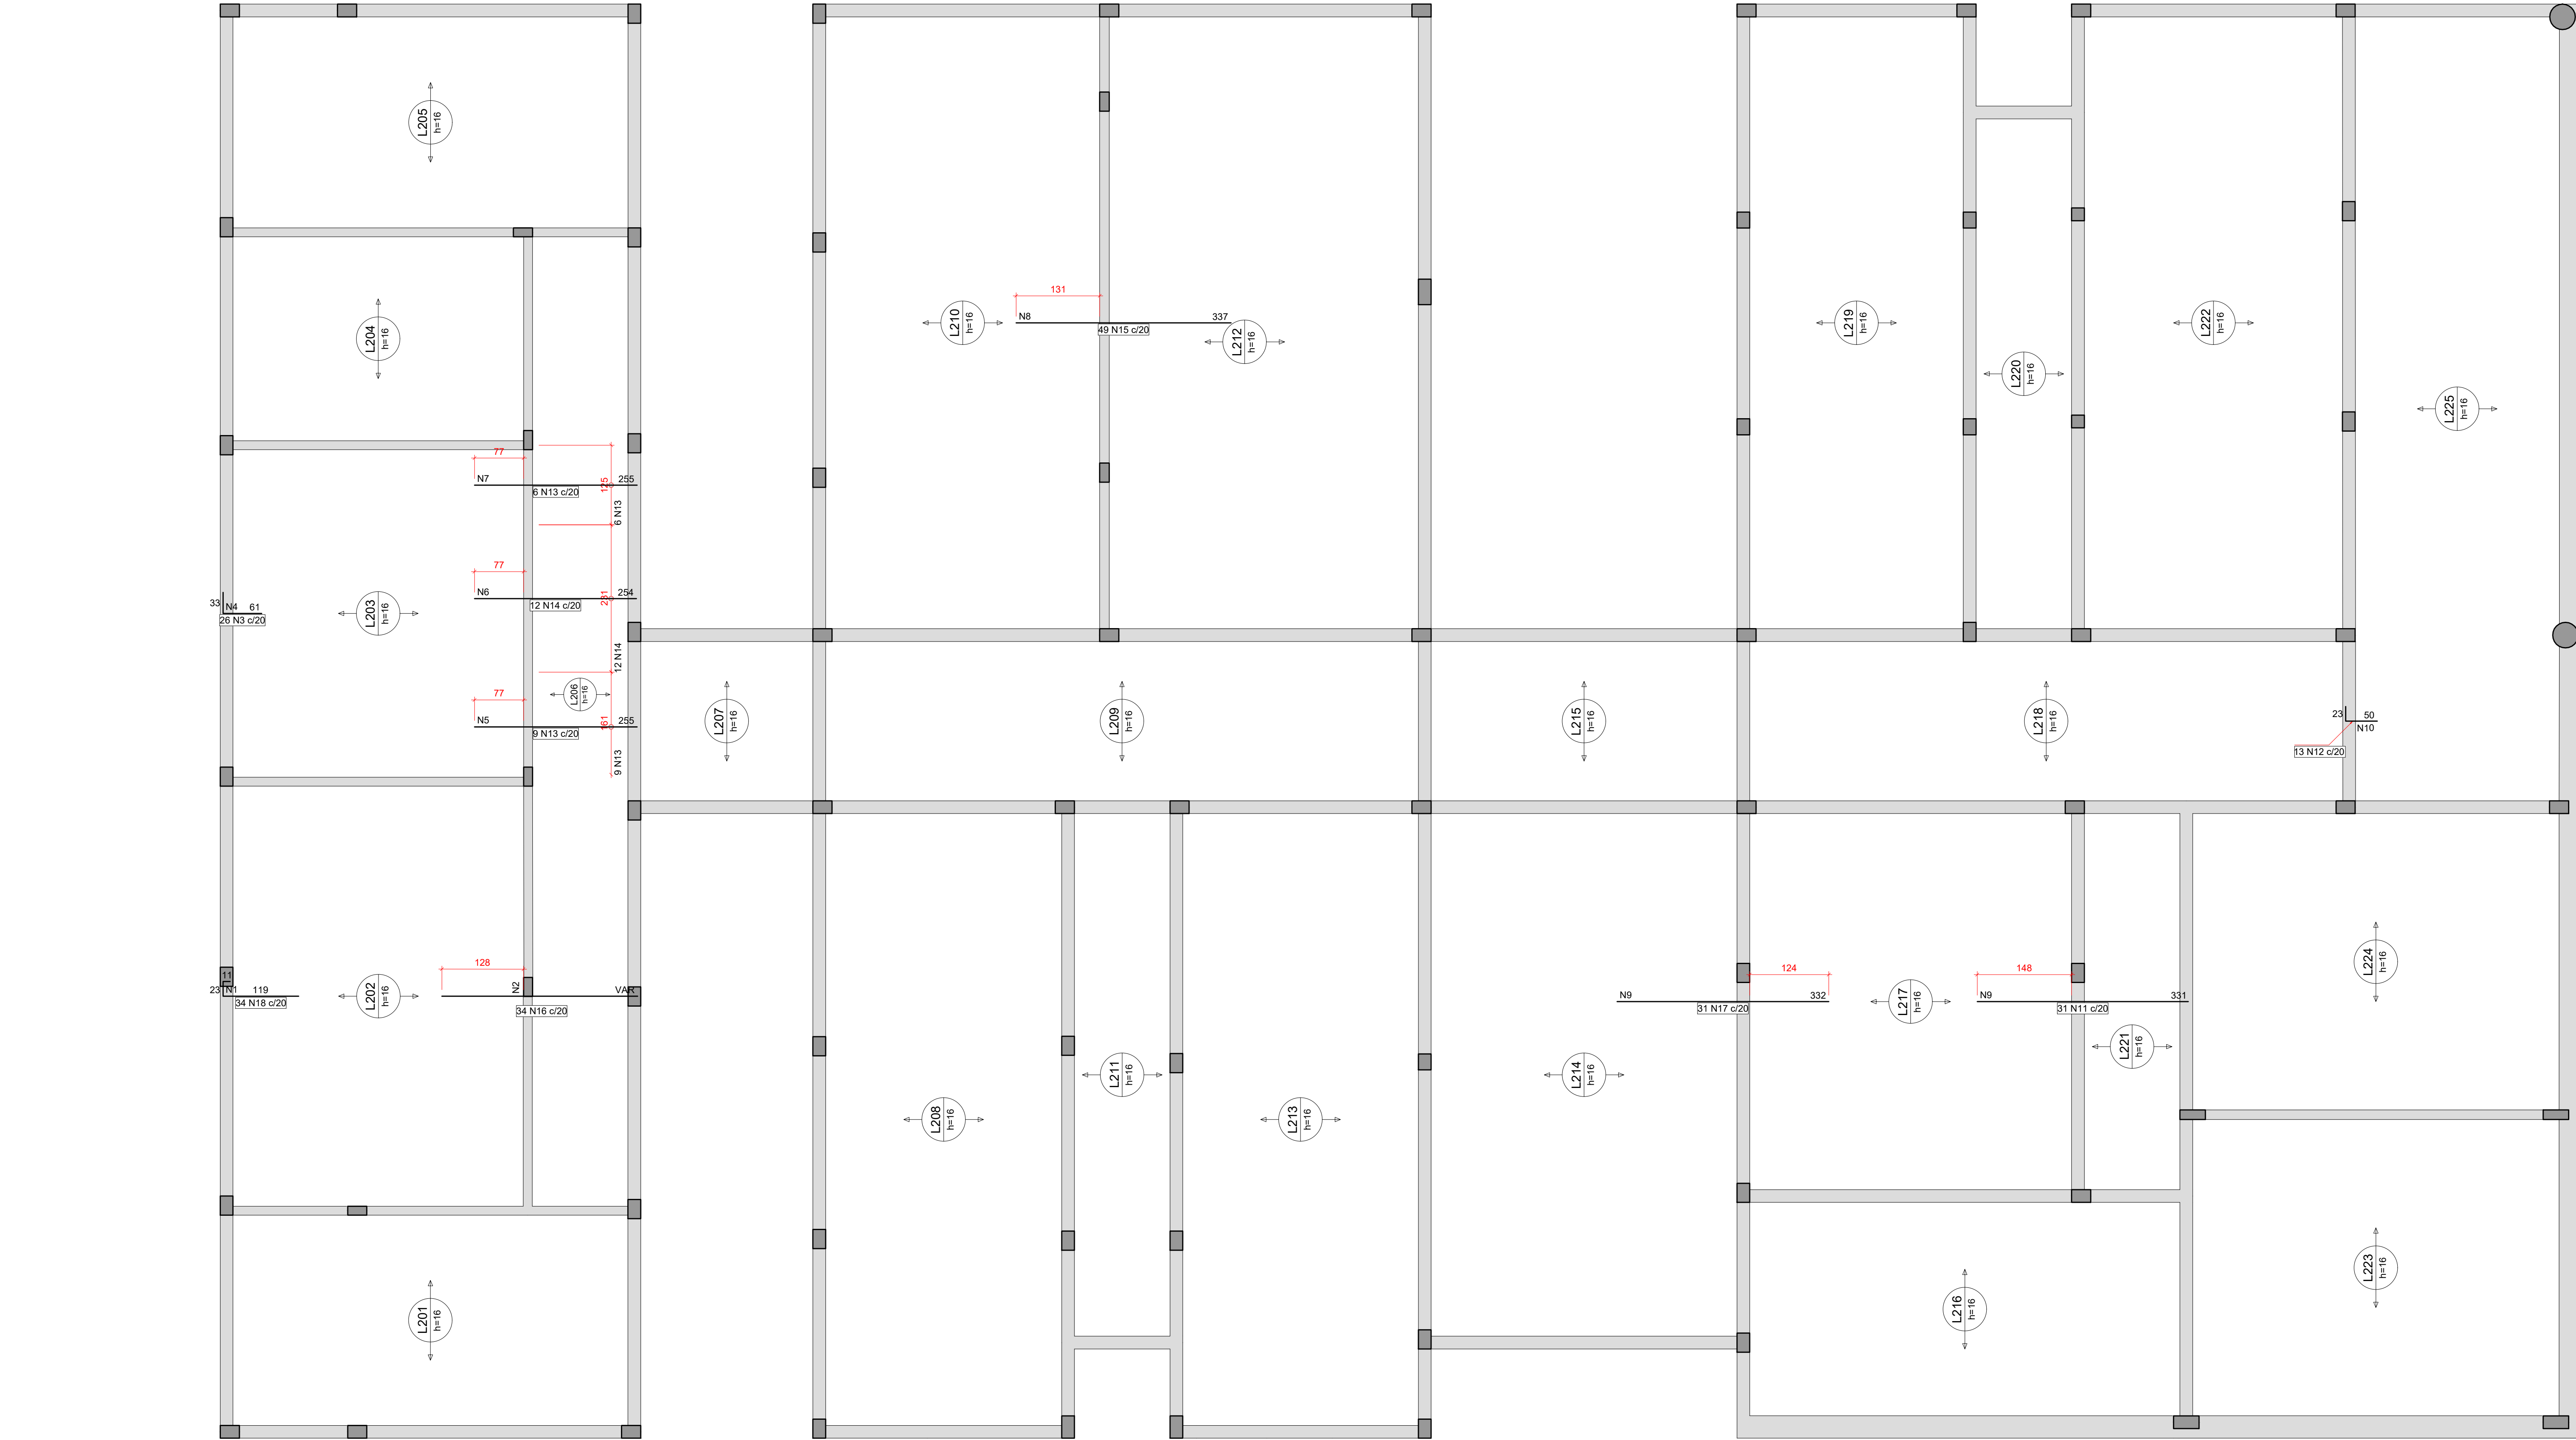 L205
h=16
L204
h=16
131
N8
337
49 N15 c/20
L210
h=16
L212
h=16
L219
h=16
L222
h=16
L220
h=16
L225
h=16
77
N7
255
6 N13 c/20
125
6 N13
77
N6
254
12 N14 c/20
231
12 N14
33
N4
61
26 N3 c/20
L203
h=16
L206
h=16
77
N5
255
9 N13 c/20
161
9 N13
L207
h=16
L209
h=16
L215
h=16
L218
h=16
23
50
N10
13 N12 c/20
11
23
N1
119
34 N18 c/20
L202
h=16
128
N2
VAR
34 N16 c/20
124
N9
332
31 N17 c/20
L217
h=16
148
N9
331
31 N11 c/20
L224
h=16
L221
h=16
L208
h=16
L211
h=16
L213
h=16
L214
h=16
L201
h=16
L216
h=16
L223
h=16